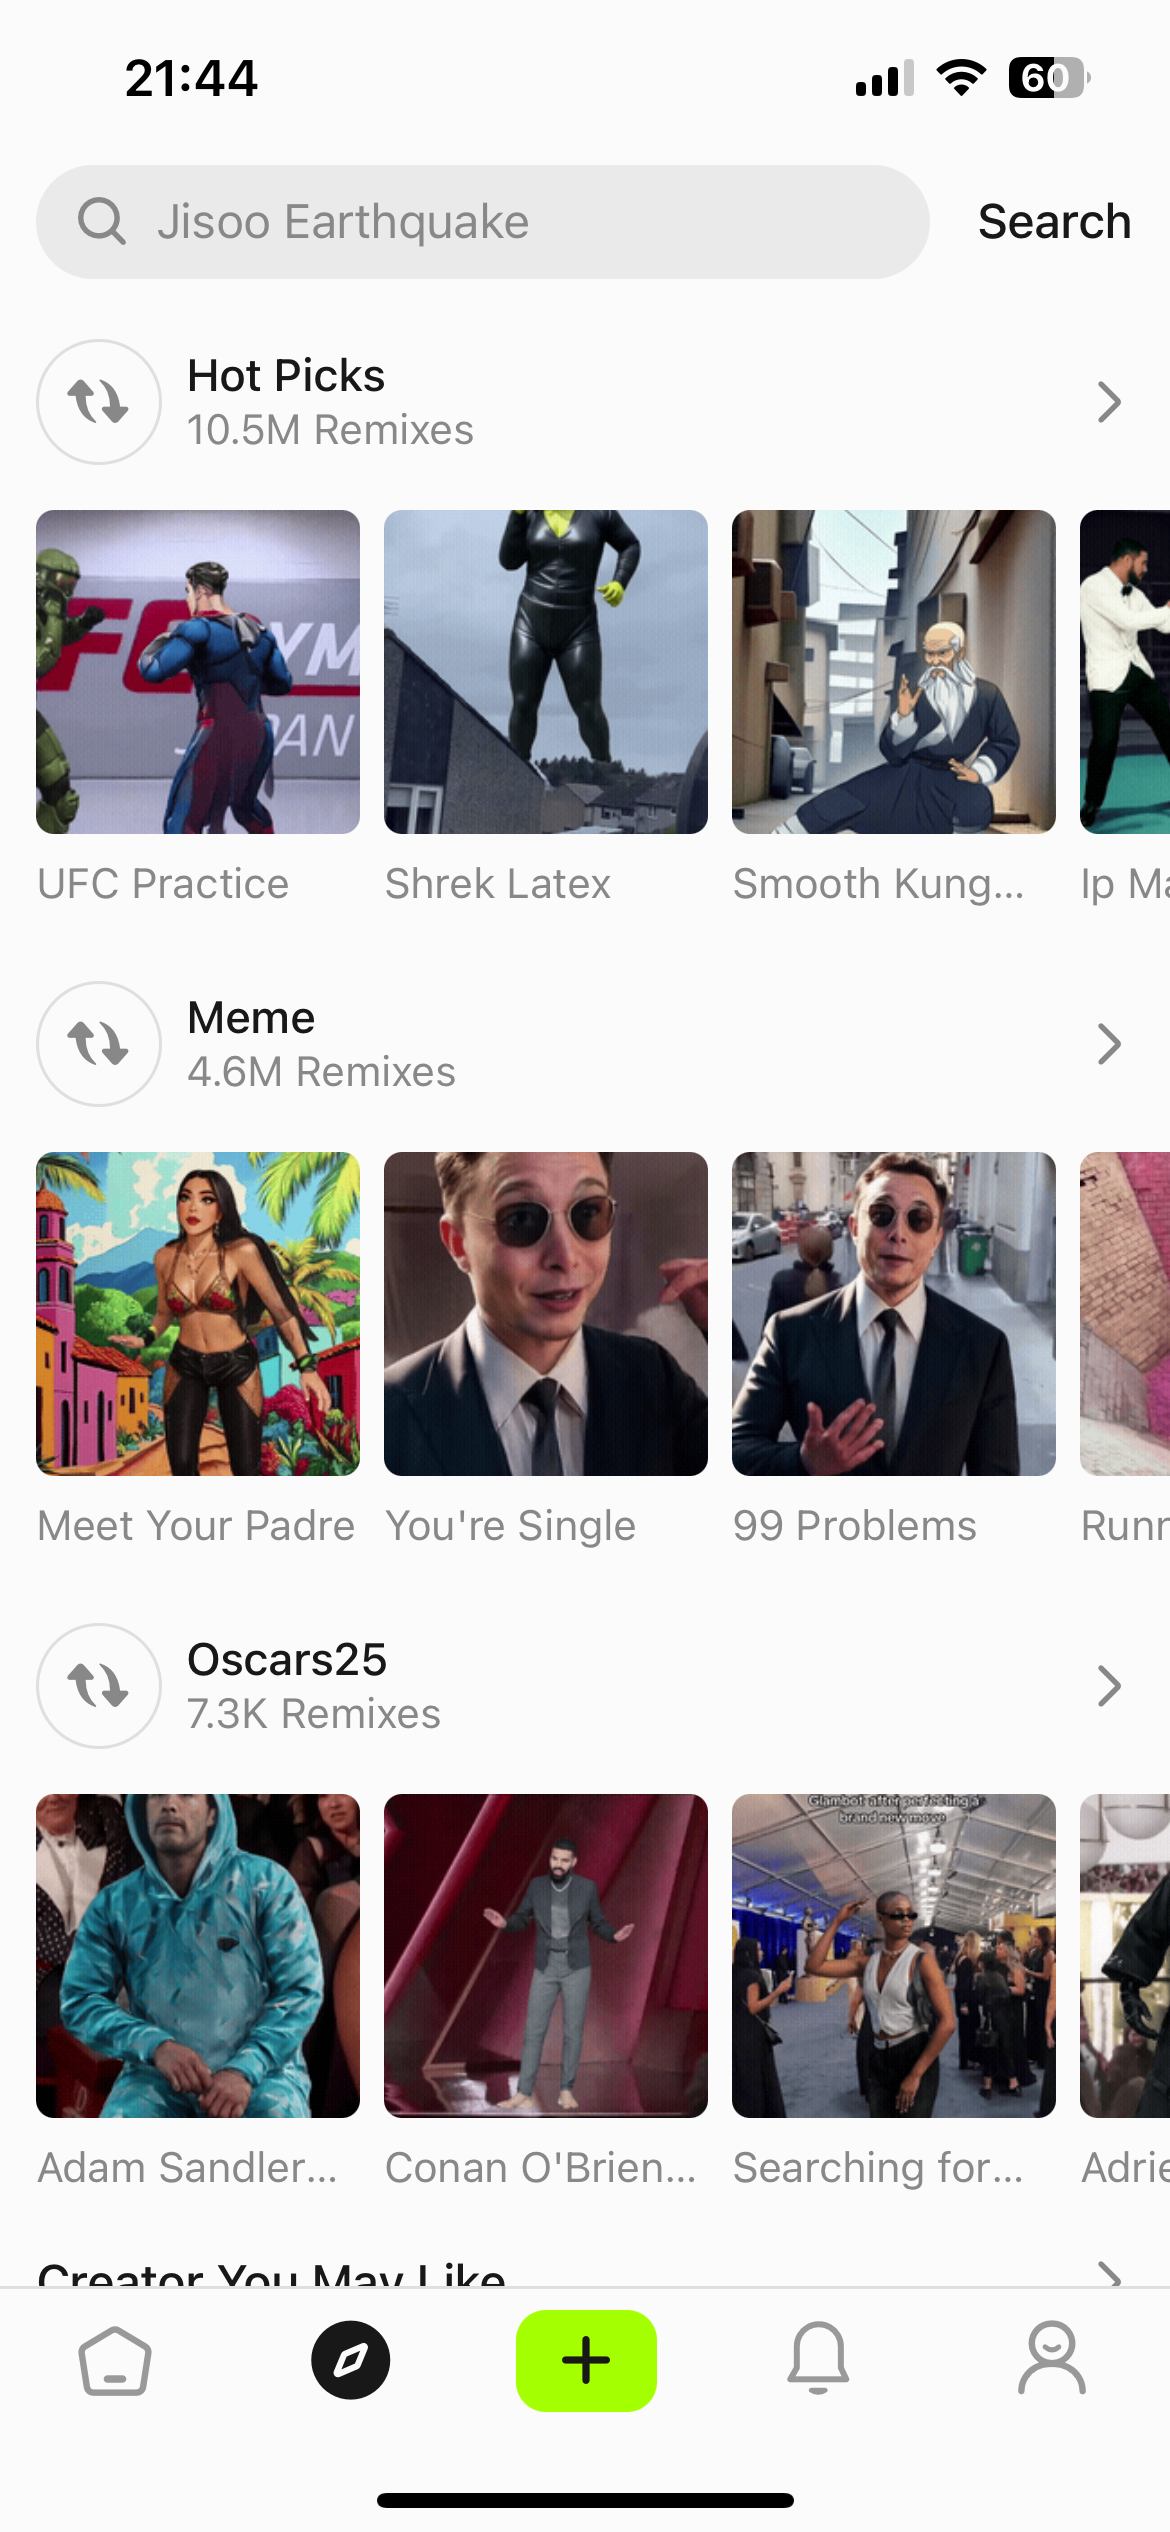 21:44
60
Jisoo Earthquake
Search
Hot Picks
10.5M Remixes
UFC Practice
Shrek Latex
Smooth Kung...
Ip Ma
Meme
4.6M Remixes
Meet Your Padre
You're Single
99 Problems
Runn
Oscars25
7.3K Remixes
Glambot after perfecting a
brand new move
Adam Sandler...
Conan O'Brien...
Searching for...
Adrie
Creator You May Like